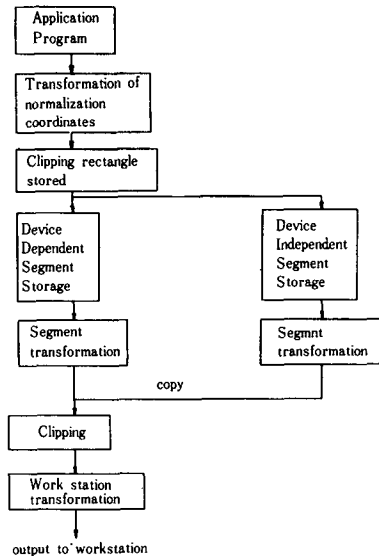 Application
Program
Transformation of
normalization
coordinates
Clipping rectangle
stored
Device
Dependent
Segment
Storage
Device
Independent
Segment
Storage
Segment
transformation
Segmnt
transformation
copy
Clipping
Work station
transformation
output to workstation